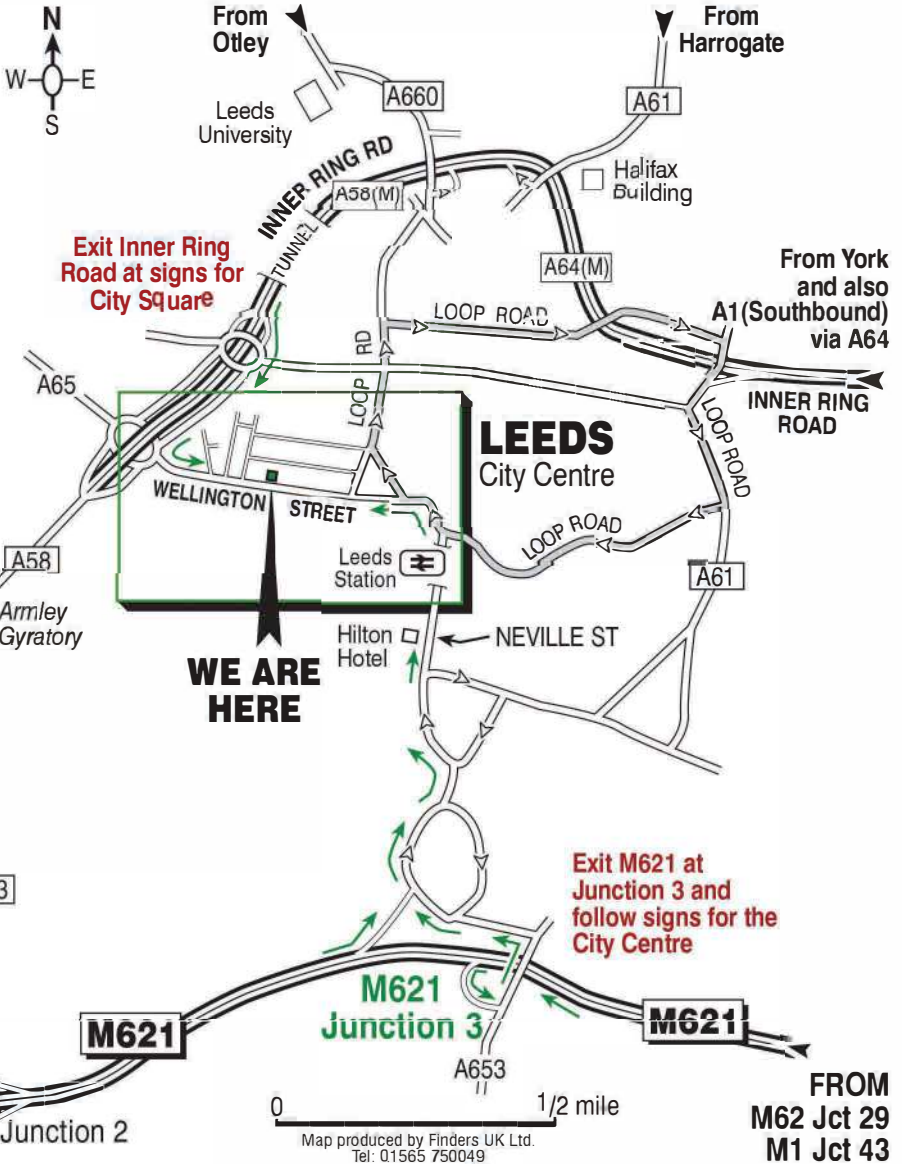 N
W
E
S
From
Otley
From
Harrogate
A660
A61
Leeds
University
INNER RING RD
A58(M)
Halifax
Building
TUNNEL
Exit Inner Ring
Road at signs for
City Square
A64(M)
From York
and also
A1(Southbound)
via A64
LOOP ROAD
LOOP RD
A65
INNER RING
ROAD
LOOP ROAD
LEEDS
City Centre
WELLINGTON STREET
LOOP ROAD
A58
Leeds
Station
A61
Armley
Gyratory
Hilton
Hotel
NEVILLE ST
WE ARE
HERE
Exit M621 at
Junction 3 and
follow signs for the
City Centre
3
M621
Junction 3
M621
M621
A653
FROM
M62 Jct 29
M1 Jct 43
Junction 2
0
1/2 mile
Map produced by Finders UK Ltd.
Tel: 01565 750049